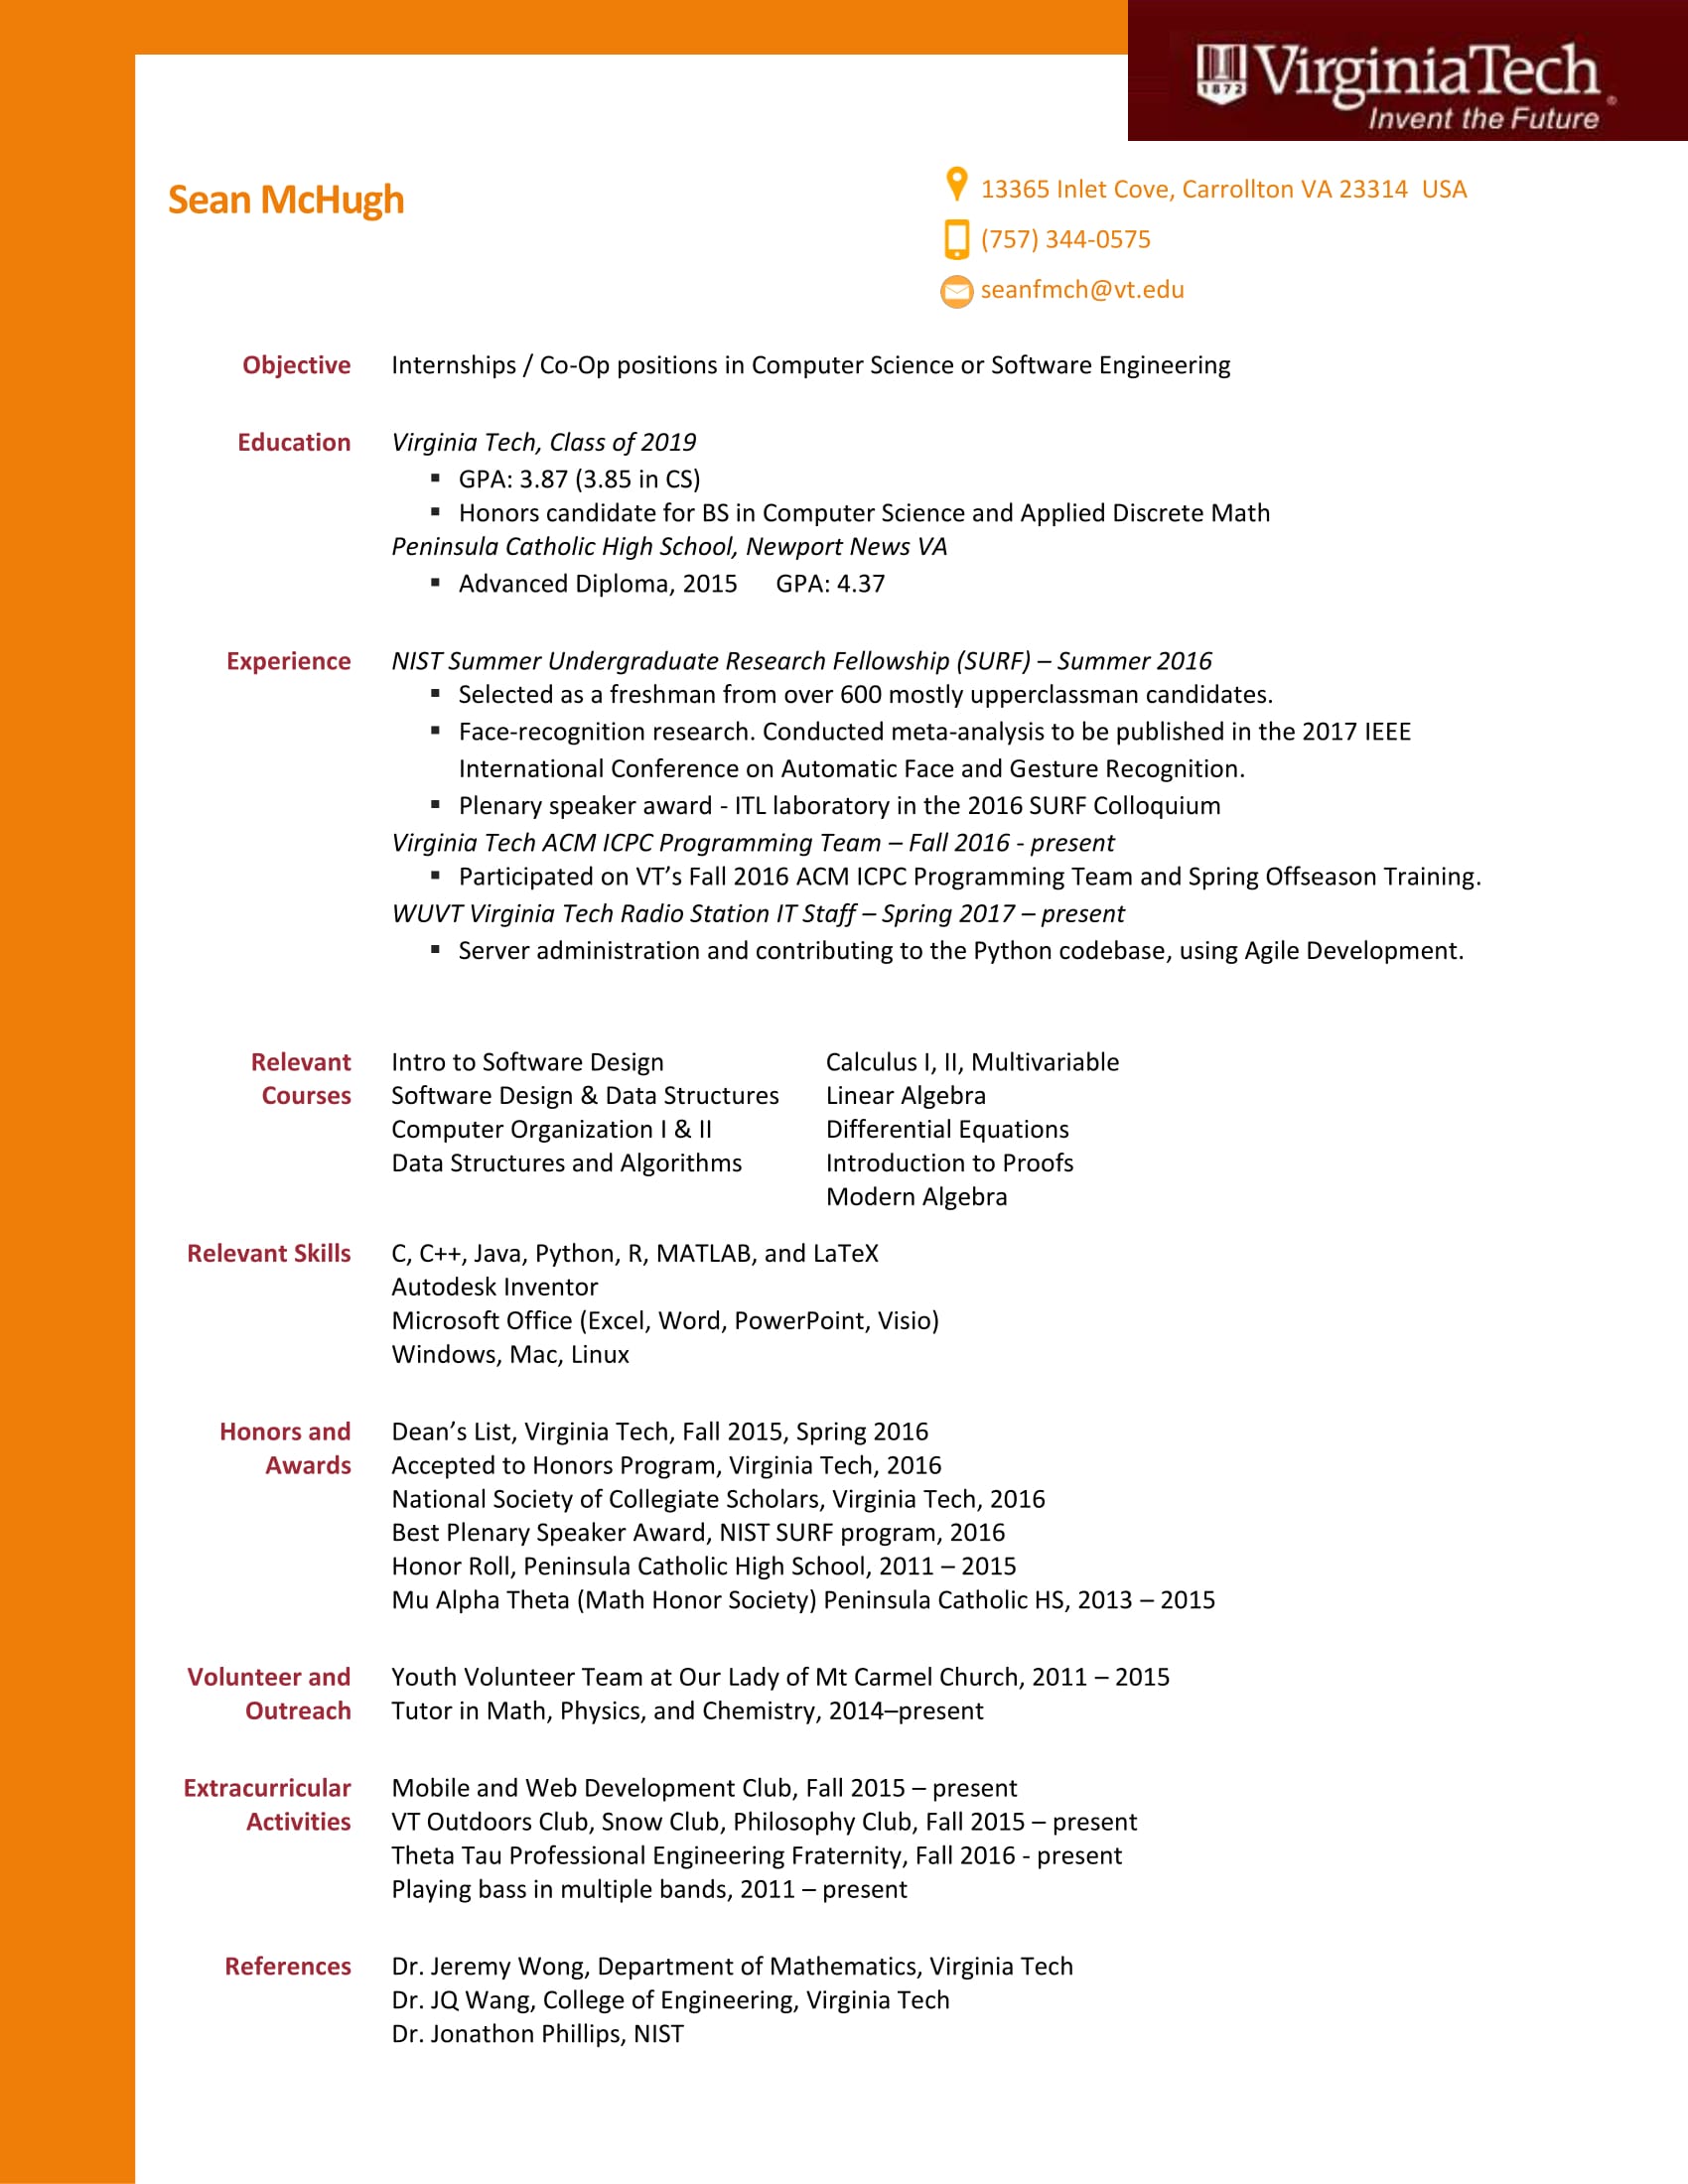 1872
VirginiaTech®
Invent the Future
Sean McHugh
13365 Inlet Cove, Carrollton VA 23314  USA
(757) 344-0575
seanfmch@vt.edu
Objective
Internships / Co-Op positions in Computer Science or Software Engineering
Education
Virginia Tech, Class of 2019
▪ GPA: 3.87 (3.85 in CS)
▪ Honors candidate for BS in Computer Science and Applied Discrete Math
Peninsula Catholic High School, Newport News VA
▪ Advanced Diploma, 2015     GPA: 4.37
Experience
NIST Summer Undergraduate Research Fellowship (SURF) – Summer 2016
▪ Selected as a freshman from over 600 mostly upperclassman candidates.
▪ Face-recognition research. Conducted meta-analysis to be published in the 2017 IEEE
International Conference on Automatic Face and Gesture Recognition.
▪ Plenary speaker award - ITL laboratory in the 2016 SURF Colloquium
Virginia Tech ACM ICPC Programming Team – Fall 2016 - present
▪ Participated on VT’s Fall 2016 ACM ICPC Programming Team and Spring Offseason Training.
WUVT Virginia Tech Radio Station IT Staff – Spring 2017 – present
▪ Server administration and contributing to the Python codebase, using Agile Development.
Relevant
Courses
Intro to Software Design
Software Design & Data Structures
Computer Organization I & II
Data Structures and Algorithms
Calculus I, II, Multivariable
Linear Algebra
Differential Equations
Introduction to Proofs
Modern Algebra
Relevant Skills
C, C++, Java, Python, R, MATLAB, and LaTeX
Autodesk Inventor
Microsoft Office (Excel, Word, PowerPoint, Visio)
Windows, Mac, Linux
Honors and
Awards
Dean’s List, Virginia Tech, Fall 2015, Spring 2016
Accepted to Honors Program, Virginia Tech, 2016
National Society of Collegiate Scholars, Virginia Tech, 2016
Best Plenary Speaker Award, NIST SURF program, 2016
Honor Roll, Peninsula Catholic High School, 2011 – 2015
Mu Alpha Theta (Math Honor Society) Peninsula Catholic HS, 2013 – 2015
Volunteer and
Outreach
Youth Volunteer Team at Our Lady of Mt Carmel Church, 2011 – 2015
Tutor in Math, Physics, and Chemistry, 2014–present
Extracurricular
Activities
Mobile and Web Development Club, Fall 2015 – present
VT Outdoors Club, Snow Club, Philosophy Club, Fall 2015 – present
Theta Tau Professional Engineering Fraternity, Fall 2016 - present
Playing bass in multiple bands, 2011 – present
References
Dr. Jeremy Wong, Department of Mathematics, Virginia Tech
Dr. JQ Wang, College of Engineering, Virginia Tech
Dr. Jonathon Phillips, NIST